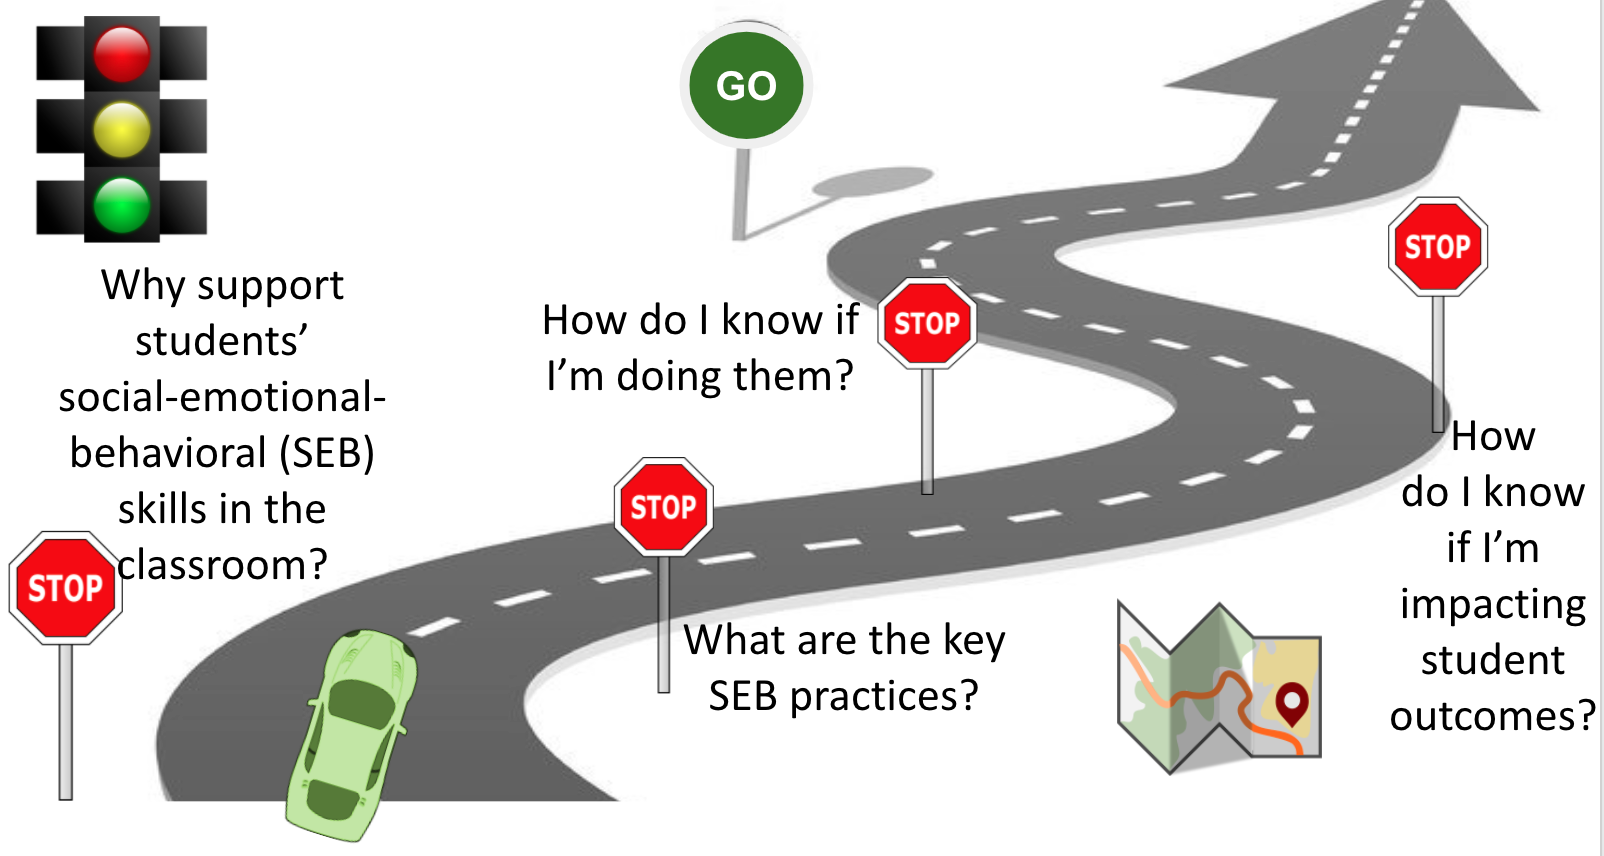 GO
Why support
students’
social-emotional-
behavioral (SEB)
skills in the
classroom?
STOP
What are the key
SEB practices?
STOP
How do I know if
I’m doing them?
STOP
How
do I know
if I’m
impacting
student
outcomes?
STOP